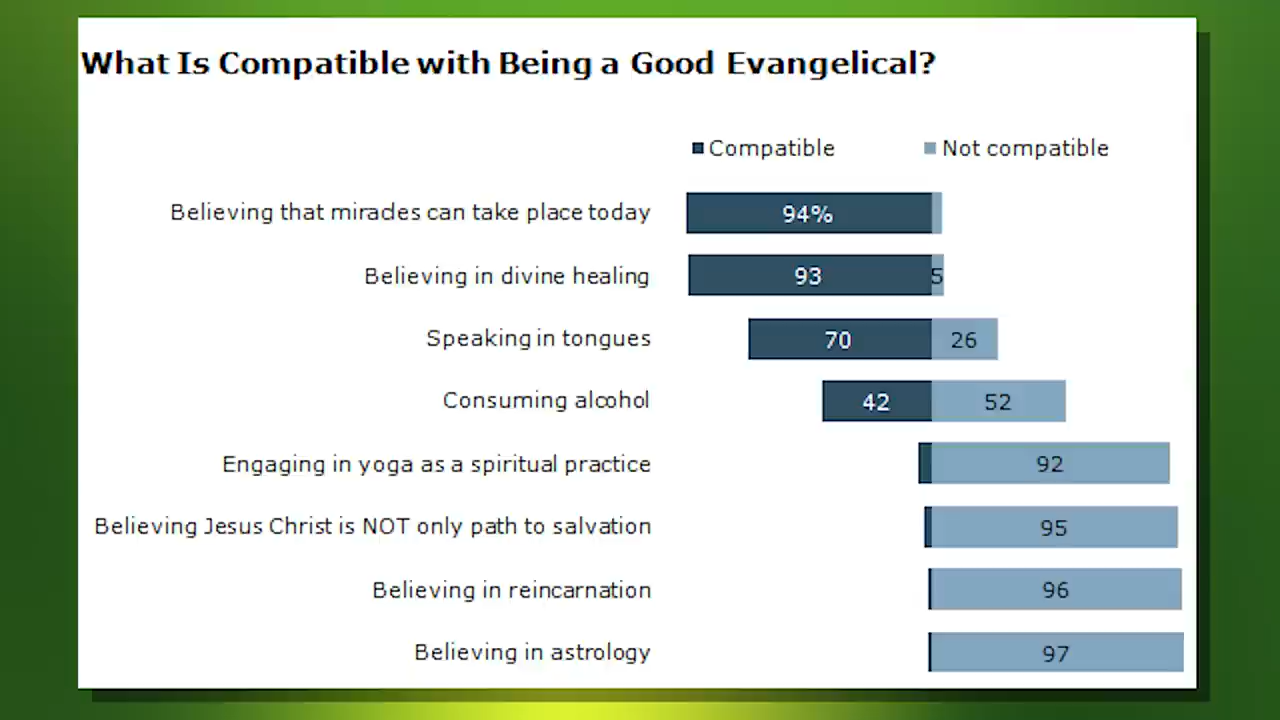 What Is Compatible with Being a Good Evangelical?
Compatible Not compatible
Believing that miracles can take place today 94%
Believing in divine healing 93 5
Speaking in tongues 70 26
Consuming alcohol 42 52
Engaging in yoga as a spiritual practice 92
Believing Jesus Christ is NOT only path to salvation 95
Believing in reincarnation 96
Believing in astrology 97